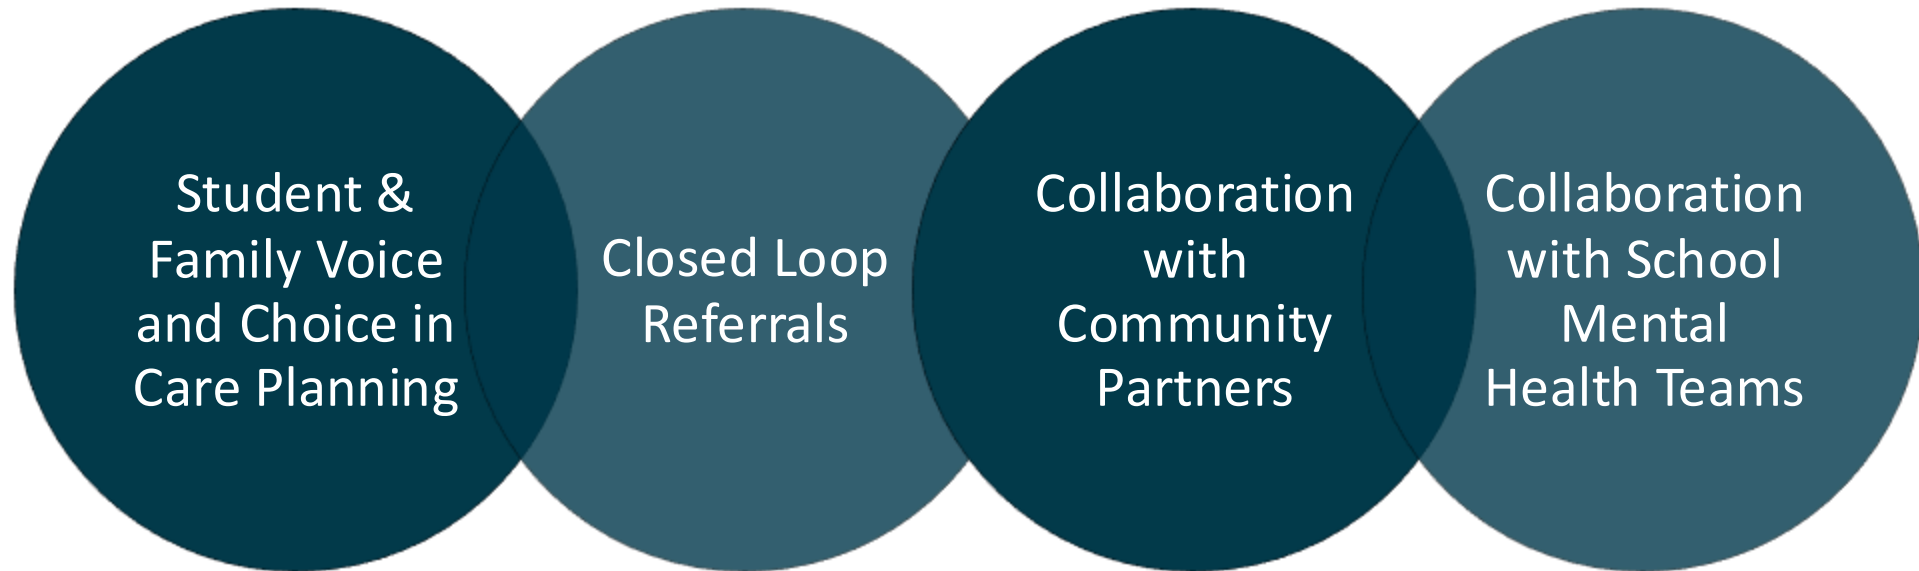 Student &
Family Voice
and Choice in
Care Planning
Closed Loop
Referrals
Collaboration
with
Community
Partners
Collaboration
with School
Mental
Health Teams